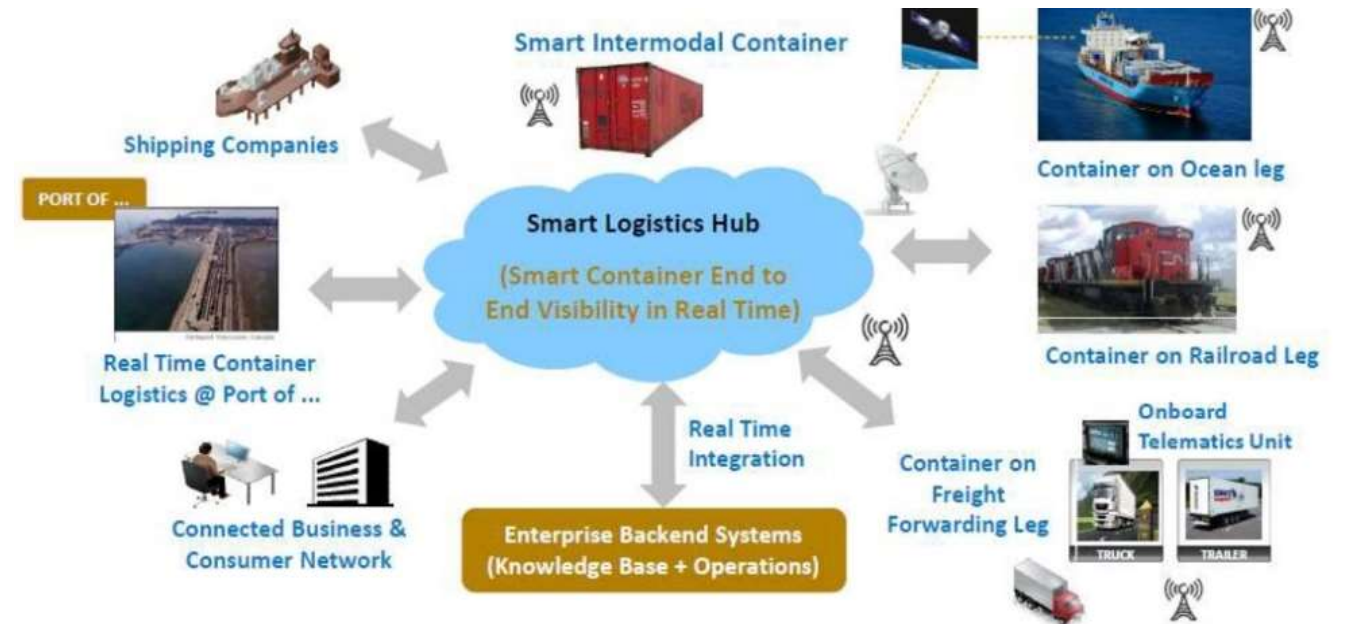 Smart Intermodal Container
Shipping Companies
Container on Ocean leg
PORT OF ...
Smart Logistics Hub
(Smart Container End to
End Visibility in Real Time)
Real Time Container
Logistics @ Port of ...
Container on Railroad Leg
Real Time
Integration
Onboard
Telematics Unit
Container on
Freight
Forwarding Leg
TRUCK
TRAILER
Connected Business &
Consumer Network
Enterprise Backend Systems
(Knowledge Base + Operations)